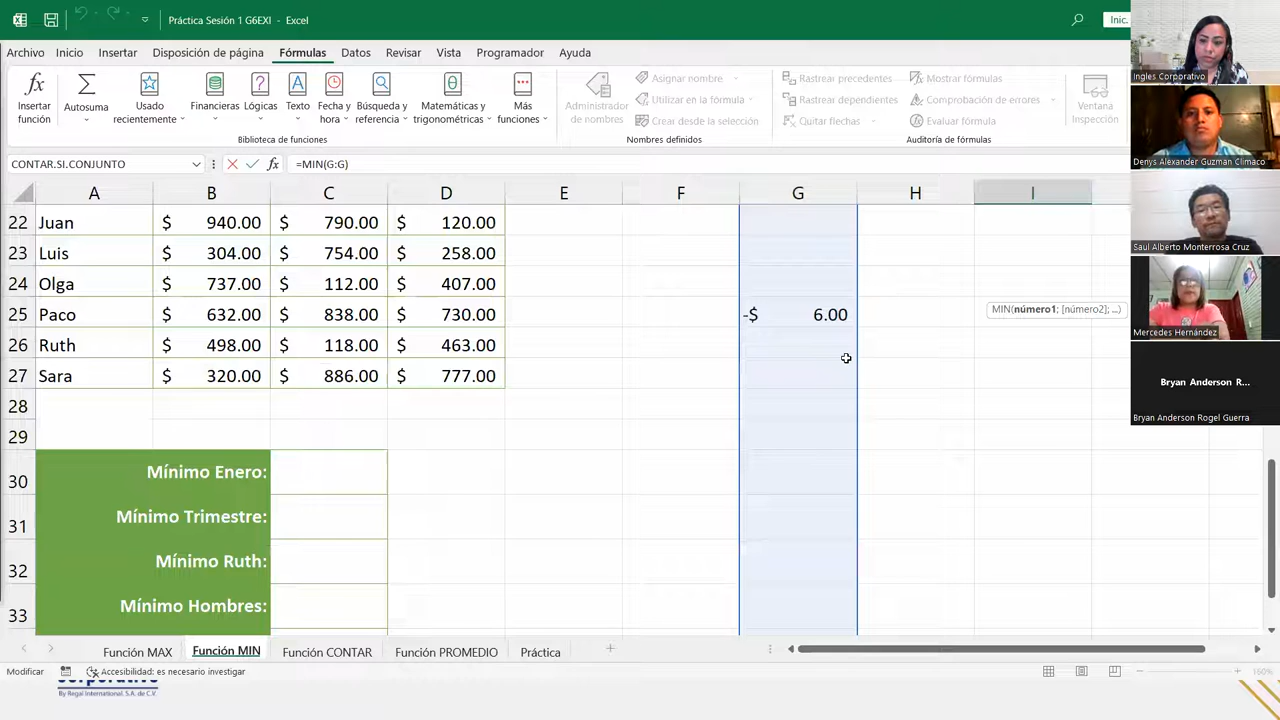 Práctica Sesión 1 G6EXI - Excel
Inic.
Archivo Inicio Insertar Disposición de página Fórmulas Datos Revisar Ayuda
Insertar función
Autosuma
Usado recientemente
Financieras
Lógicas
Texto
Fecha y hora
Búsqueda y referencia
Matemáticas y trigonométricas
Más funciones
Biblioteca de funciones
Administrador de nombres
Asignar nombre
Utilizar en la fórmula
Crear desde la selección
Nombres definidos
Rastrear precedentes
Rastrear dependientes
Quitar flechas
Mostrar fórmulas
Comprobación de errores
Evaluar fórmula
Auditoría de fórmulas
Ventana Inspección
CONTAR.SI.CONJUNTO fx =MIN(G:G)
A B C D E F G H I
22 Juan $ 940.00 $ 790.00 $ 120.00
23 Luis $ 304.00 $ 754.00 $ 258.00
24 Olga $ 737.00 $ 112.00 $ 407.00
25 Paco $ 632.00 $ 838.00 $ 730.00 -$ 6.00
MIN(número1; [número2]; ...)
26 Ruth $ 498.00 $ 118.00 $ 463.00
27 Sara $ 320.00 $ 886.00 $ 777.00
28
29
30 Mínimo Enero:
31 Mínimo Trimestre:
32 Mínimo Ruth:
33 Mínimo Hombres:
Función MAX Función MIN Función CONTAR Función PROMEDIO Práctica
Modificar Accesibilidad: es necesario investigar 160%
By Regal International, S.A. de C.V.
Ingles Corporativo
Denys Alexander Guzman Climaco
Saul Alberto Monterrosa Cruz
Mercedes Hernández
Bryan Anderson R...
Bryan Anderson Rogel Guerra